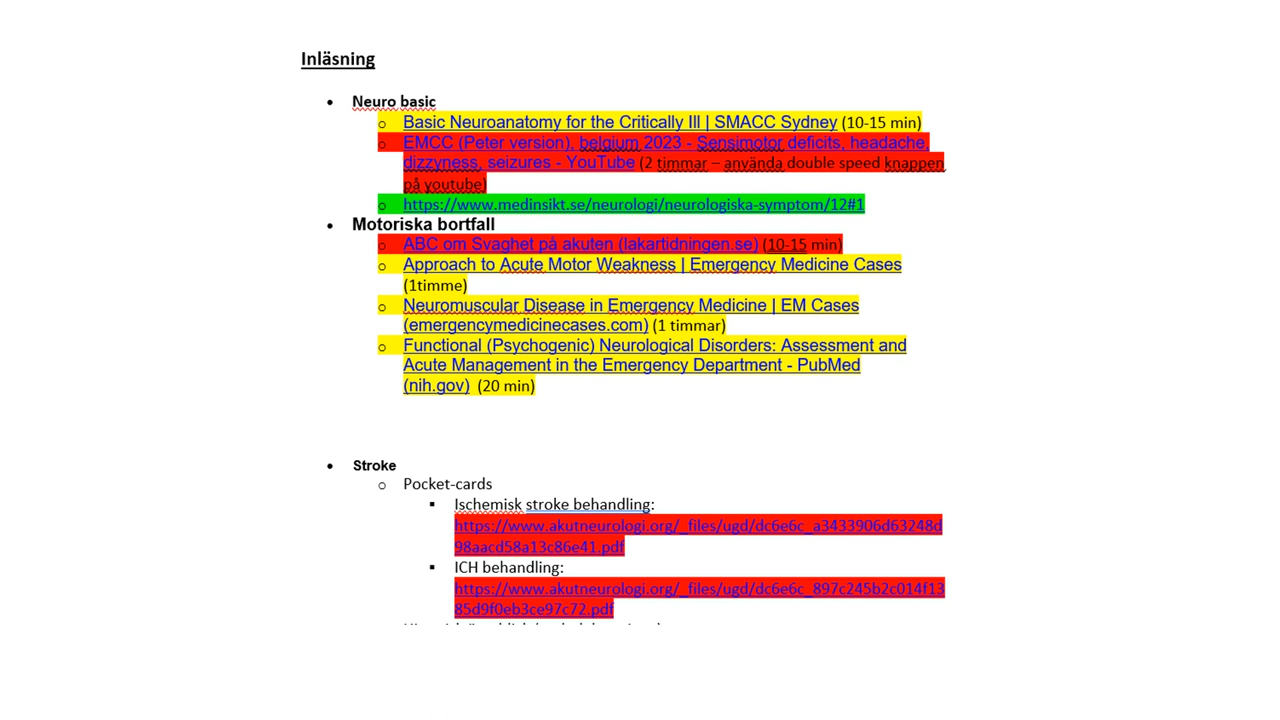 Inläsning
• Neuro basic
o Basic Neuroanatomy for the Critically Ill | SMACC Sydney (10-15 min)
o EMCC (Peter version), belgium 2023 - Sensimotor deficits, headache,
dizzyness, seizures - YouTube (2 timmar – använda double speed knappen
på youtube)
o https://www.medinsikt.se/neurologi/neurologiska-symptom/12#1
• Motoriska bortfall
o ABC om Svaghet på akuten (lakartidningen.se) (10-15 min)
o Approach to Acute Motor Weakness | Emergency Medicine Cases
(1timme)
o Neuromuscular Disease in Emergency Medicine | EM Cases
(emergencymedicinecases.com) (1 timmar)
o Functional (Psychogenic) Neurological Disorders: Assessment and
Acute Management in the Emergency Department - PubMed
(nih.gov) (20 min)
• Stroke
o Pocket-cards
▪ Ischemisk stroke behandling:
https://www.akutneurologi.org/_files/ugd/dc6e6c_a3433906d63248d
98aacd58a13c86e41.pdf
▪ ICH behandling:
https://www.akutneurologi.org/_files/ugd/dc6e6c_897c245b2c014f13
85d9f0eb3ce97c72.pdf